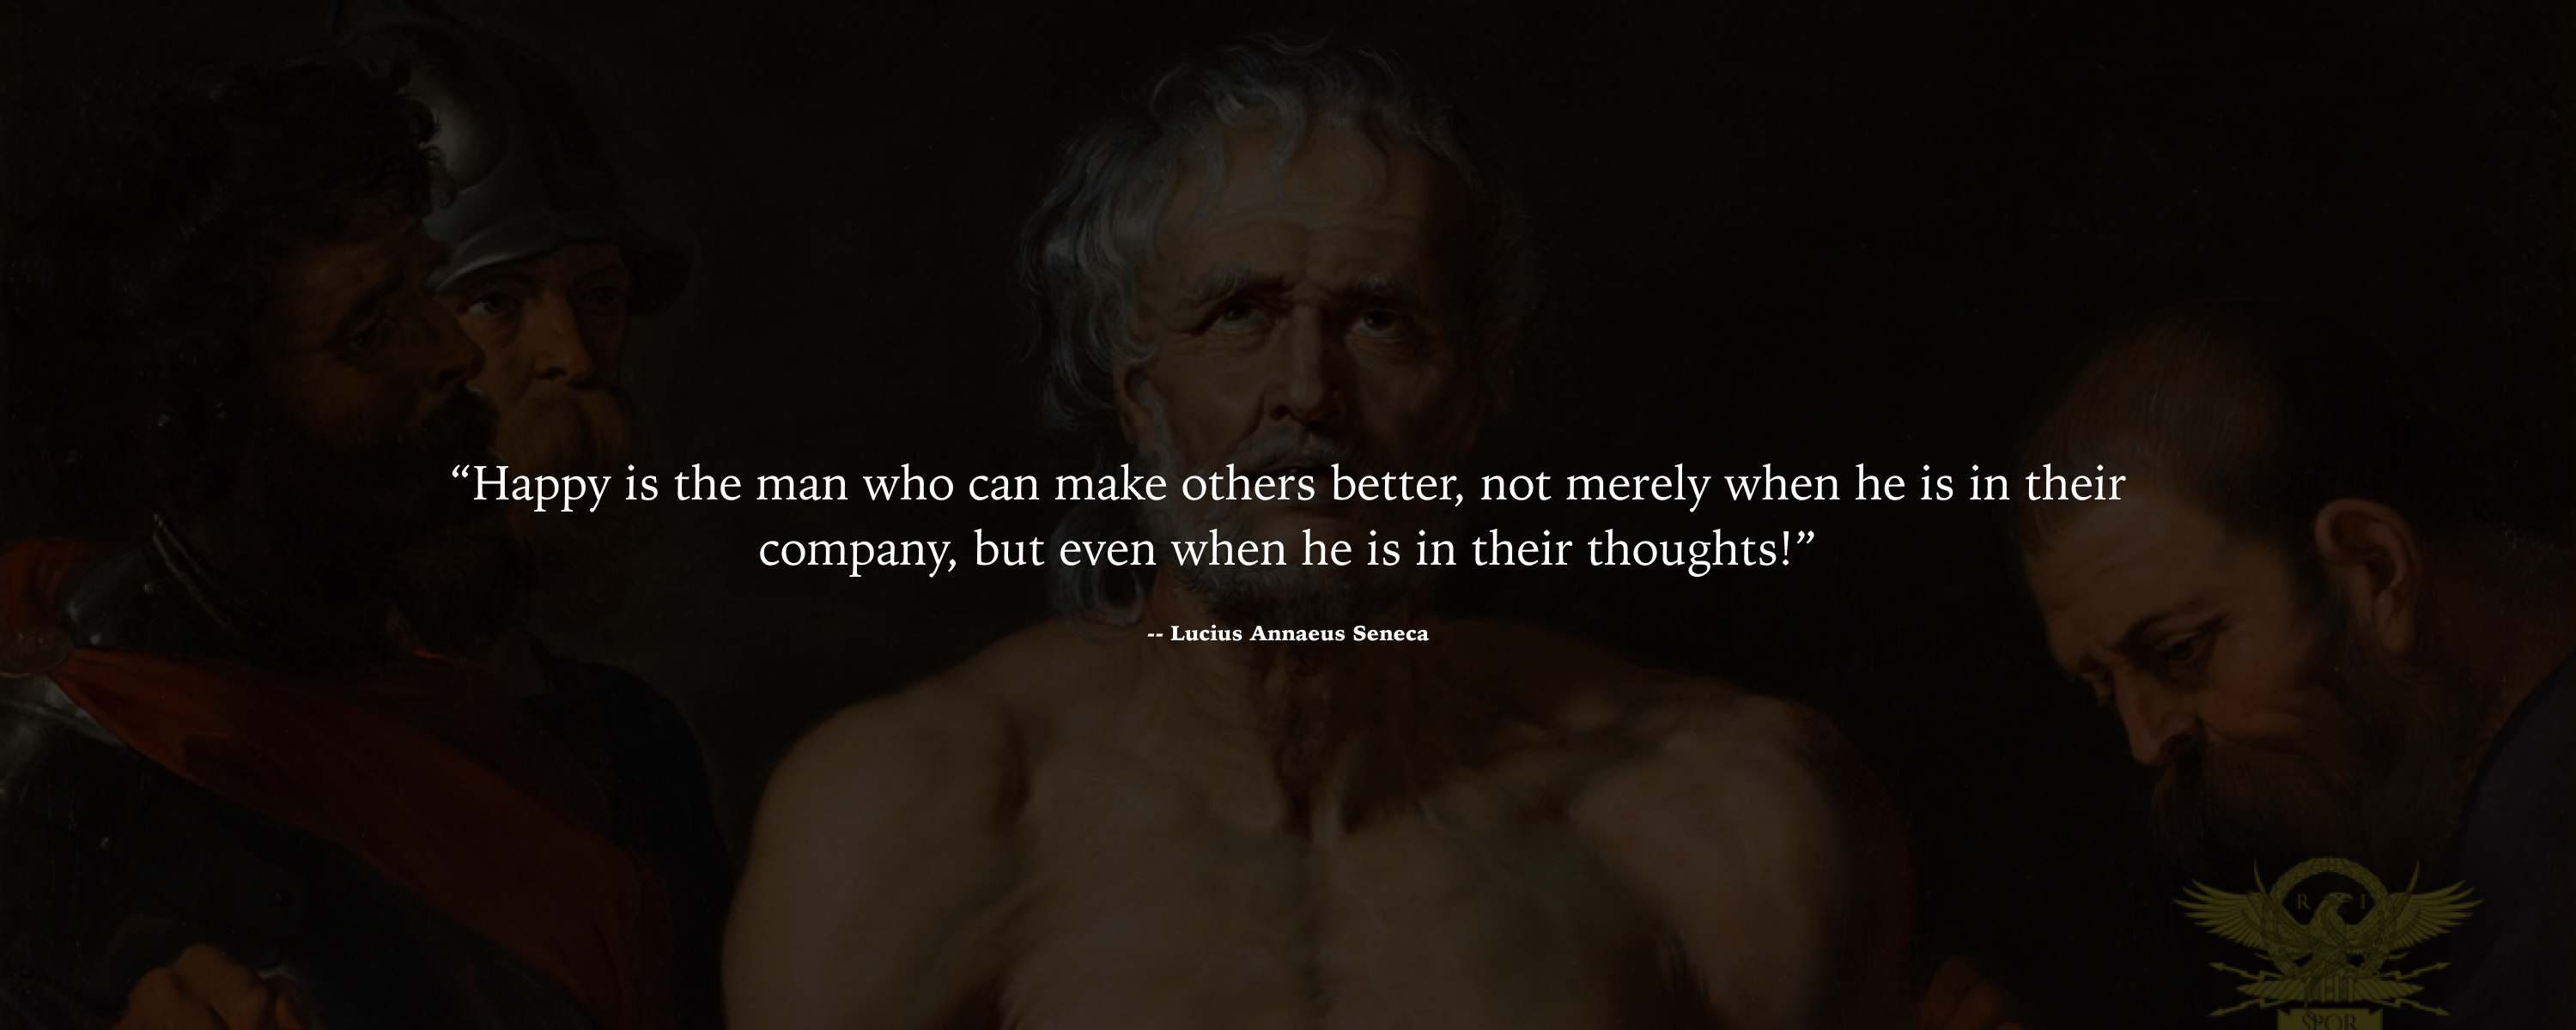 “Happy is the man who can make others better, not merely when he is in their
company, but even when he is in their thoughts!”
-- Lucius Annaeus Seneca
R I
SPQR